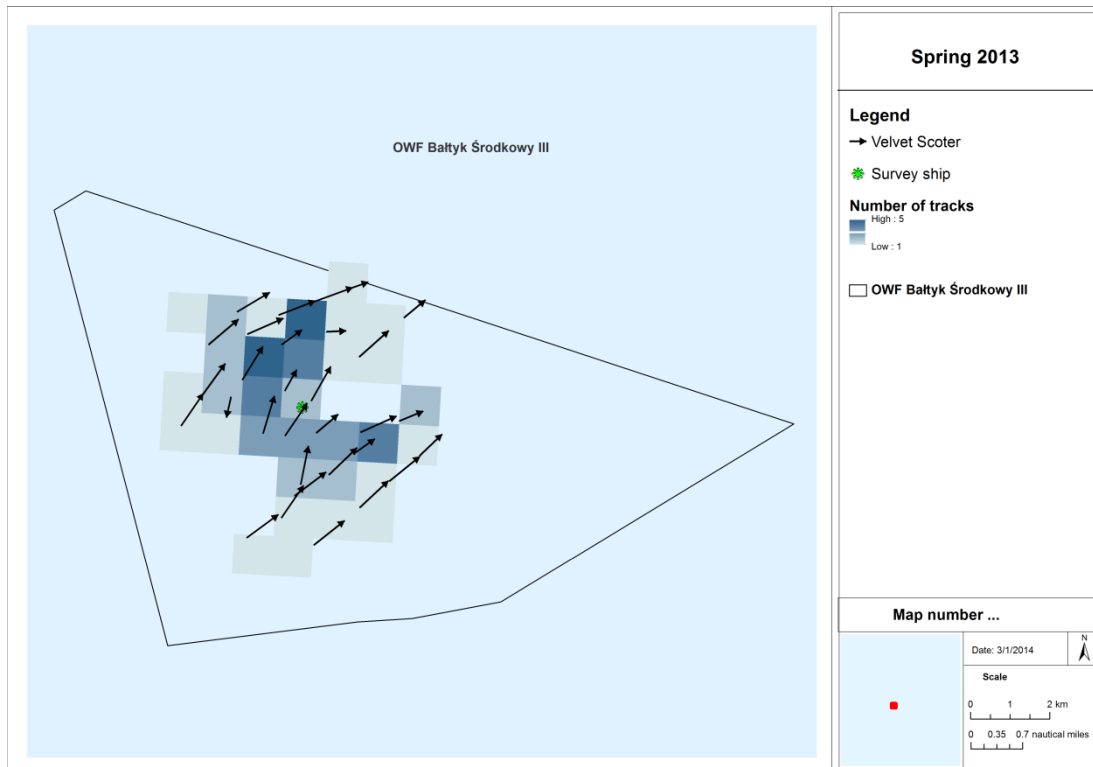 OWF Bałtyk Środkowy III
Spring 2013
Legend
Velvet Scoter
Survey ship
Number of tracks
High : 5
Low : 1
OWF Bałtyk Środkowy III
Map number ...
Date: 3/1/2014
N
Scale
0 1 2 km
0 0.35 0.7 nautical miles